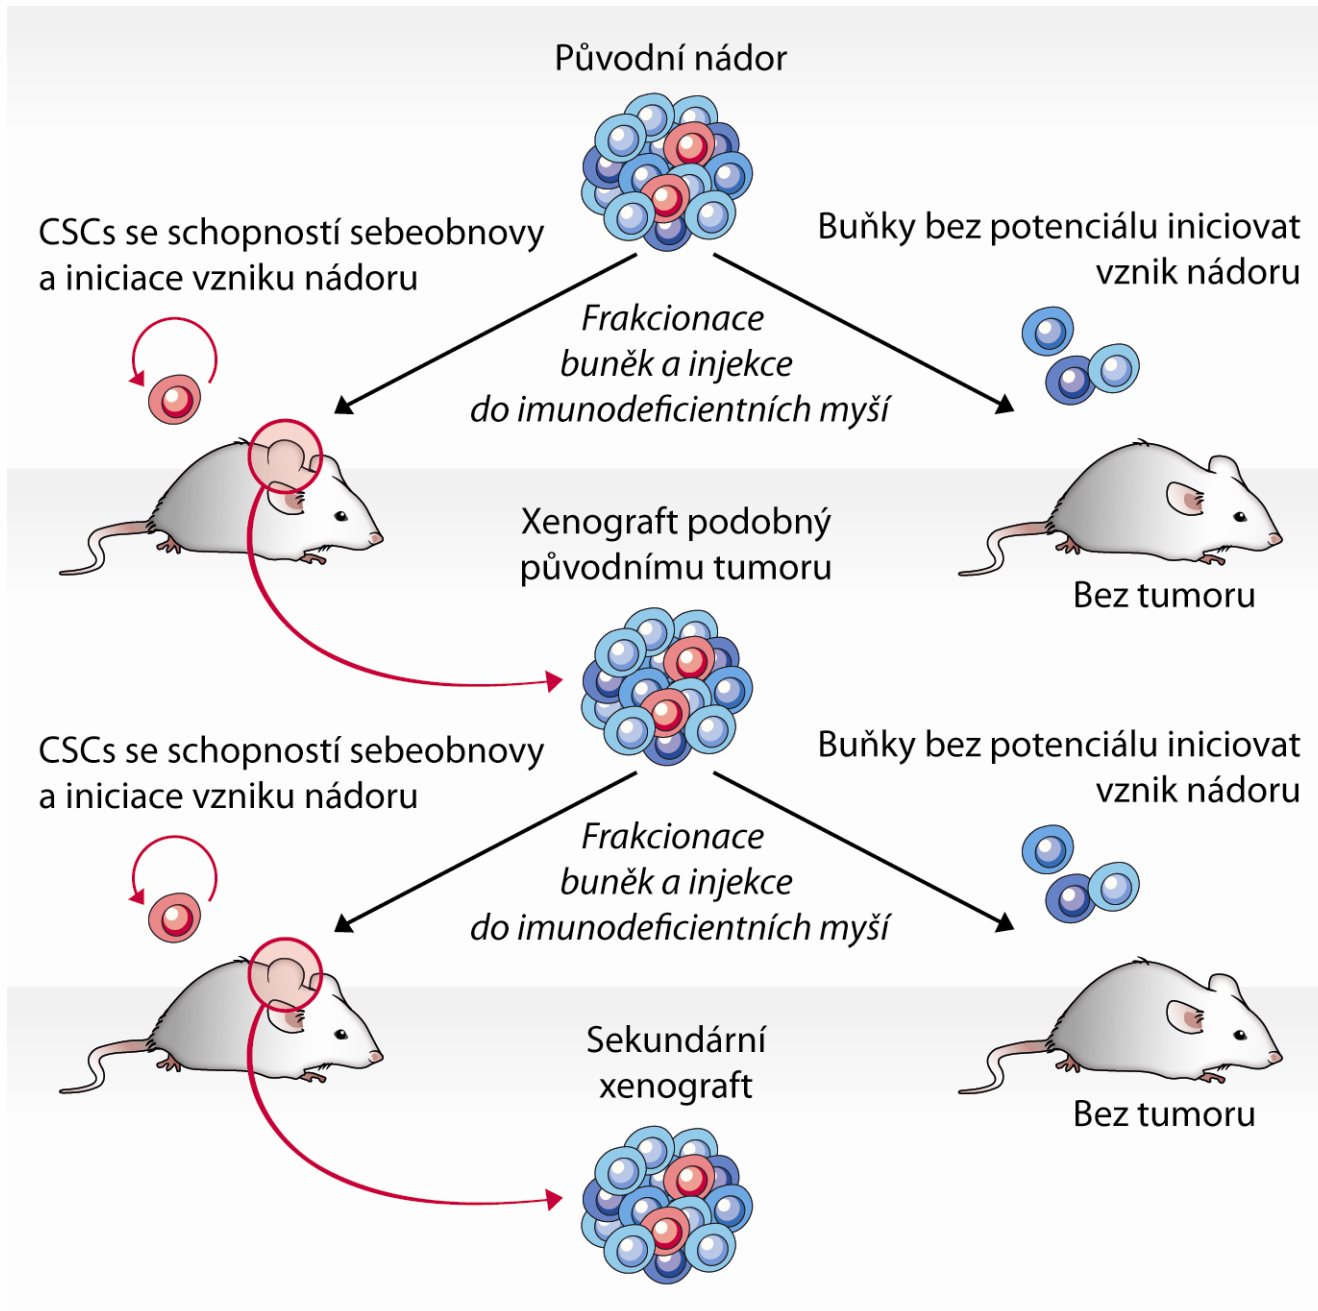 Původní nádor
CSCs se schopností sebeobnovy
a iniciace vzniku nádoru
Buňky bez potenciálu iniciovat
vznik nádoru
Frakcionace
buněk a injekce
do imunodeficientních myší
Xenograft podobný
původnímu tumoru
Bez tumoru
CSCs se schopností sebeobnovy
a iniciace vzniku nádoru
Buňky bez potenciálu iniciovat
vznik nádoru
Frakcionace
buněk a injekce
do imunodeficientních myší
Sekundární
xenograft
Bez tumoru